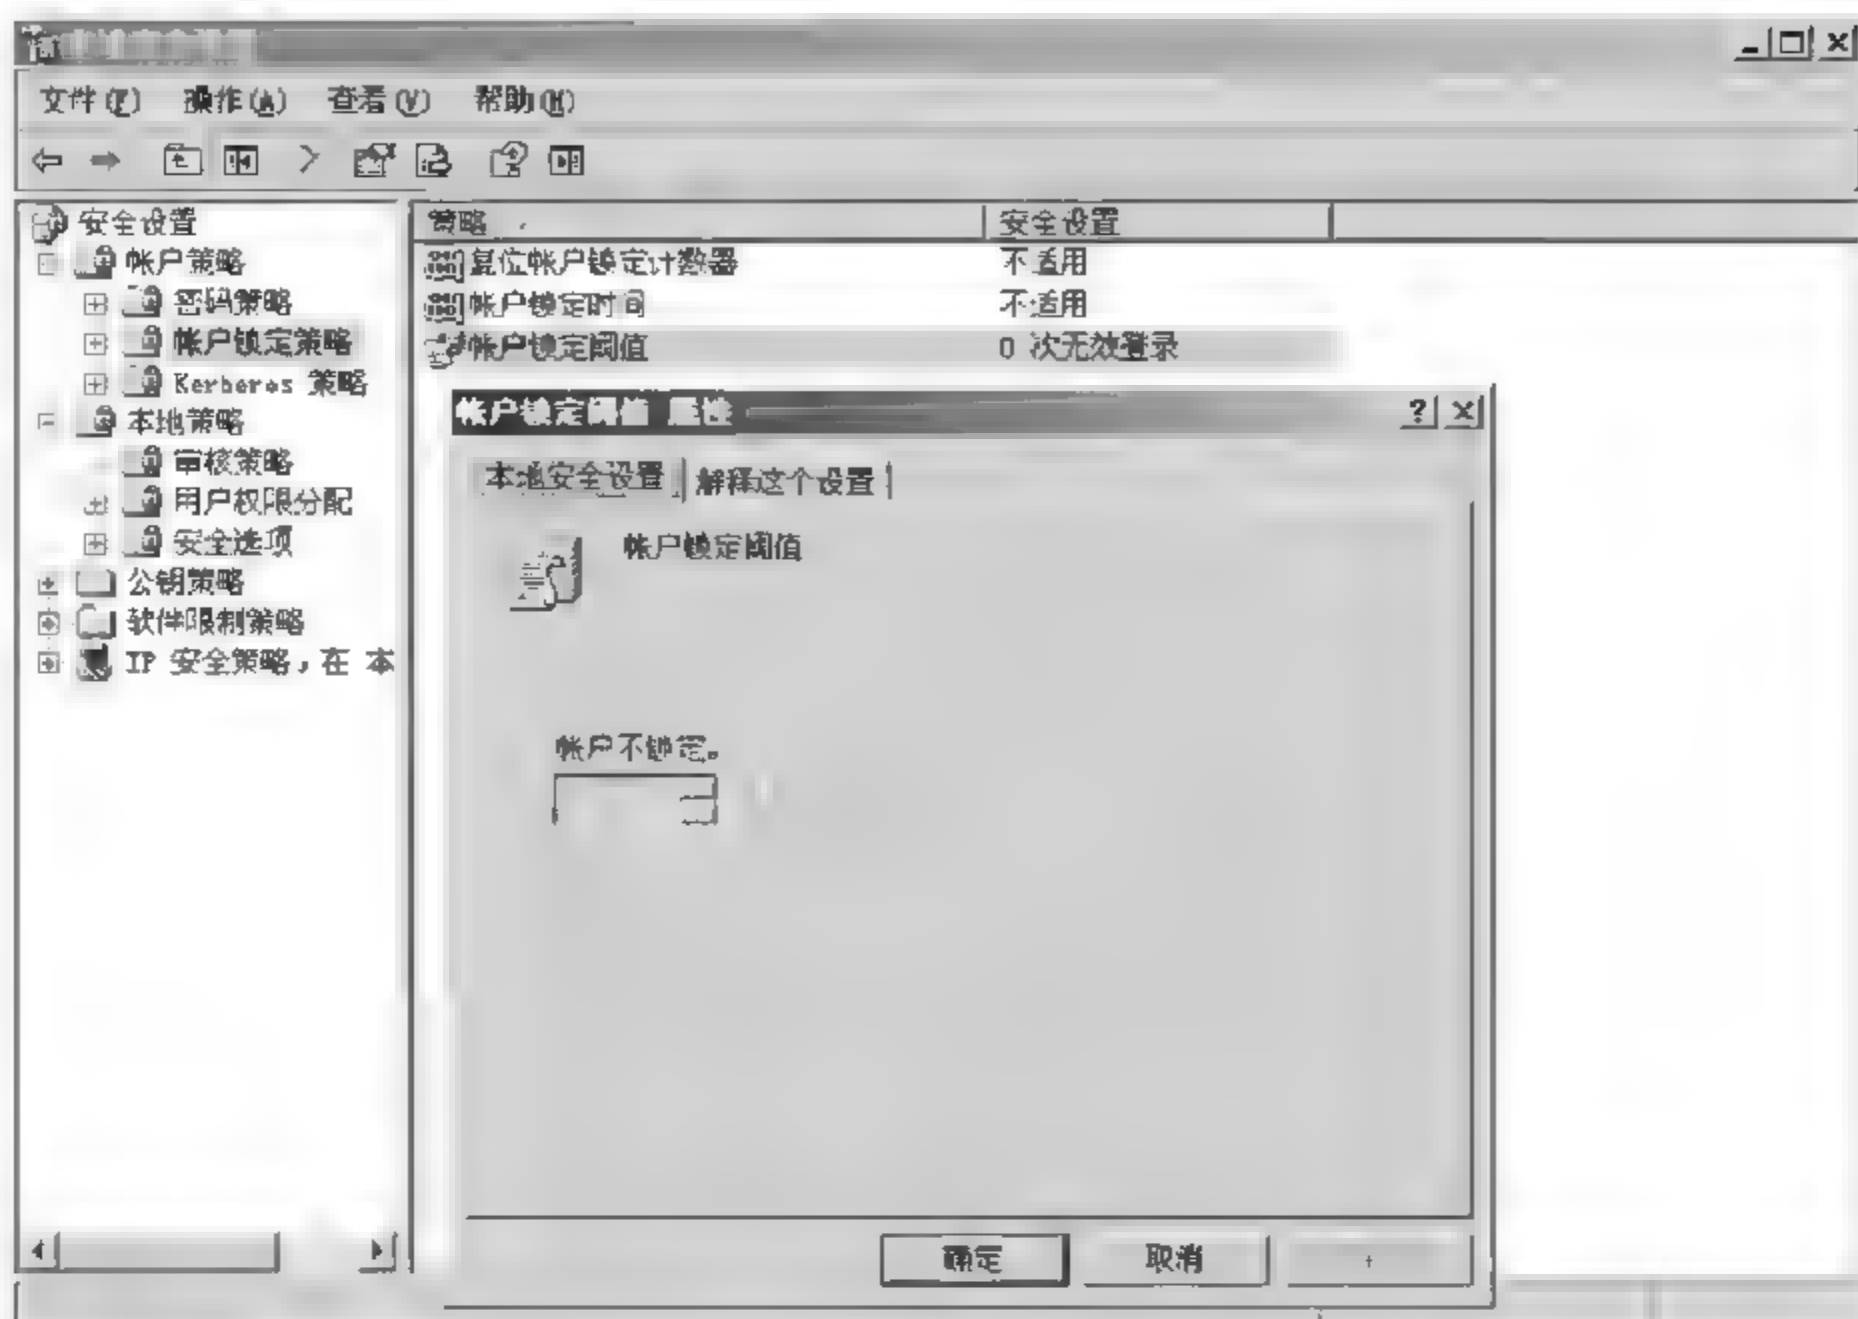 文件(F) 操作(A) 查看(V) 帮助(H)
安全设置
帐户策略
密码策略
帐户锁定策略
Kerberos 策略
本地策略
审核策略
用户权限分配
安全选项
公钥策略
软件限制策略
IP 安全策略,在 本
策略 安全设置
复位帐户锁定计数器 不适用
帐户锁定时间 不适用
帐户锁定阈值 0 次无效登录
帐户锁定阈值 属性
本地安全设置 解释这个设置
帐户锁定阈值
帐户不锁定。
确定 取消